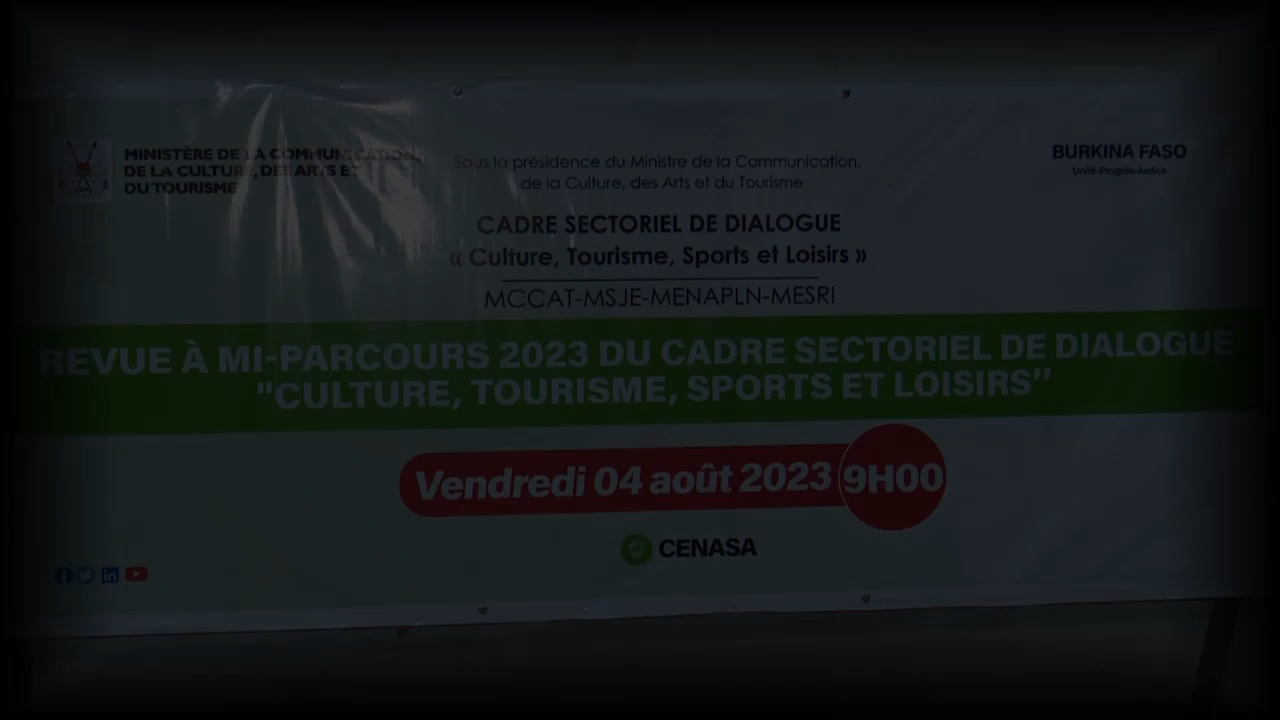 MINISTÈRE DE LA COMMUNICATION,
DE LA CULTURE, DES ARTS ET
DU TOURISME
Sous la présidence du Ministre de la Communication,
de la Culture, des Arts et du Tourisme
BURKINA FASO
Unité-Progrès-Justice
CADRE SECTORIEL DE DIALOGUE
« Culture, Tourisme, Sports et Loisirs »
MCCAT-MSJE-MENAPLN-MESRI
REVUE À MI-PARCOURS 2023 DU CADRE SECTORIEL DE DIALOGUE
"CULTURE, TOURISME, SPORTS ET LOISIRS’’
Vendredi 04 août 2023 9H00
CENASA